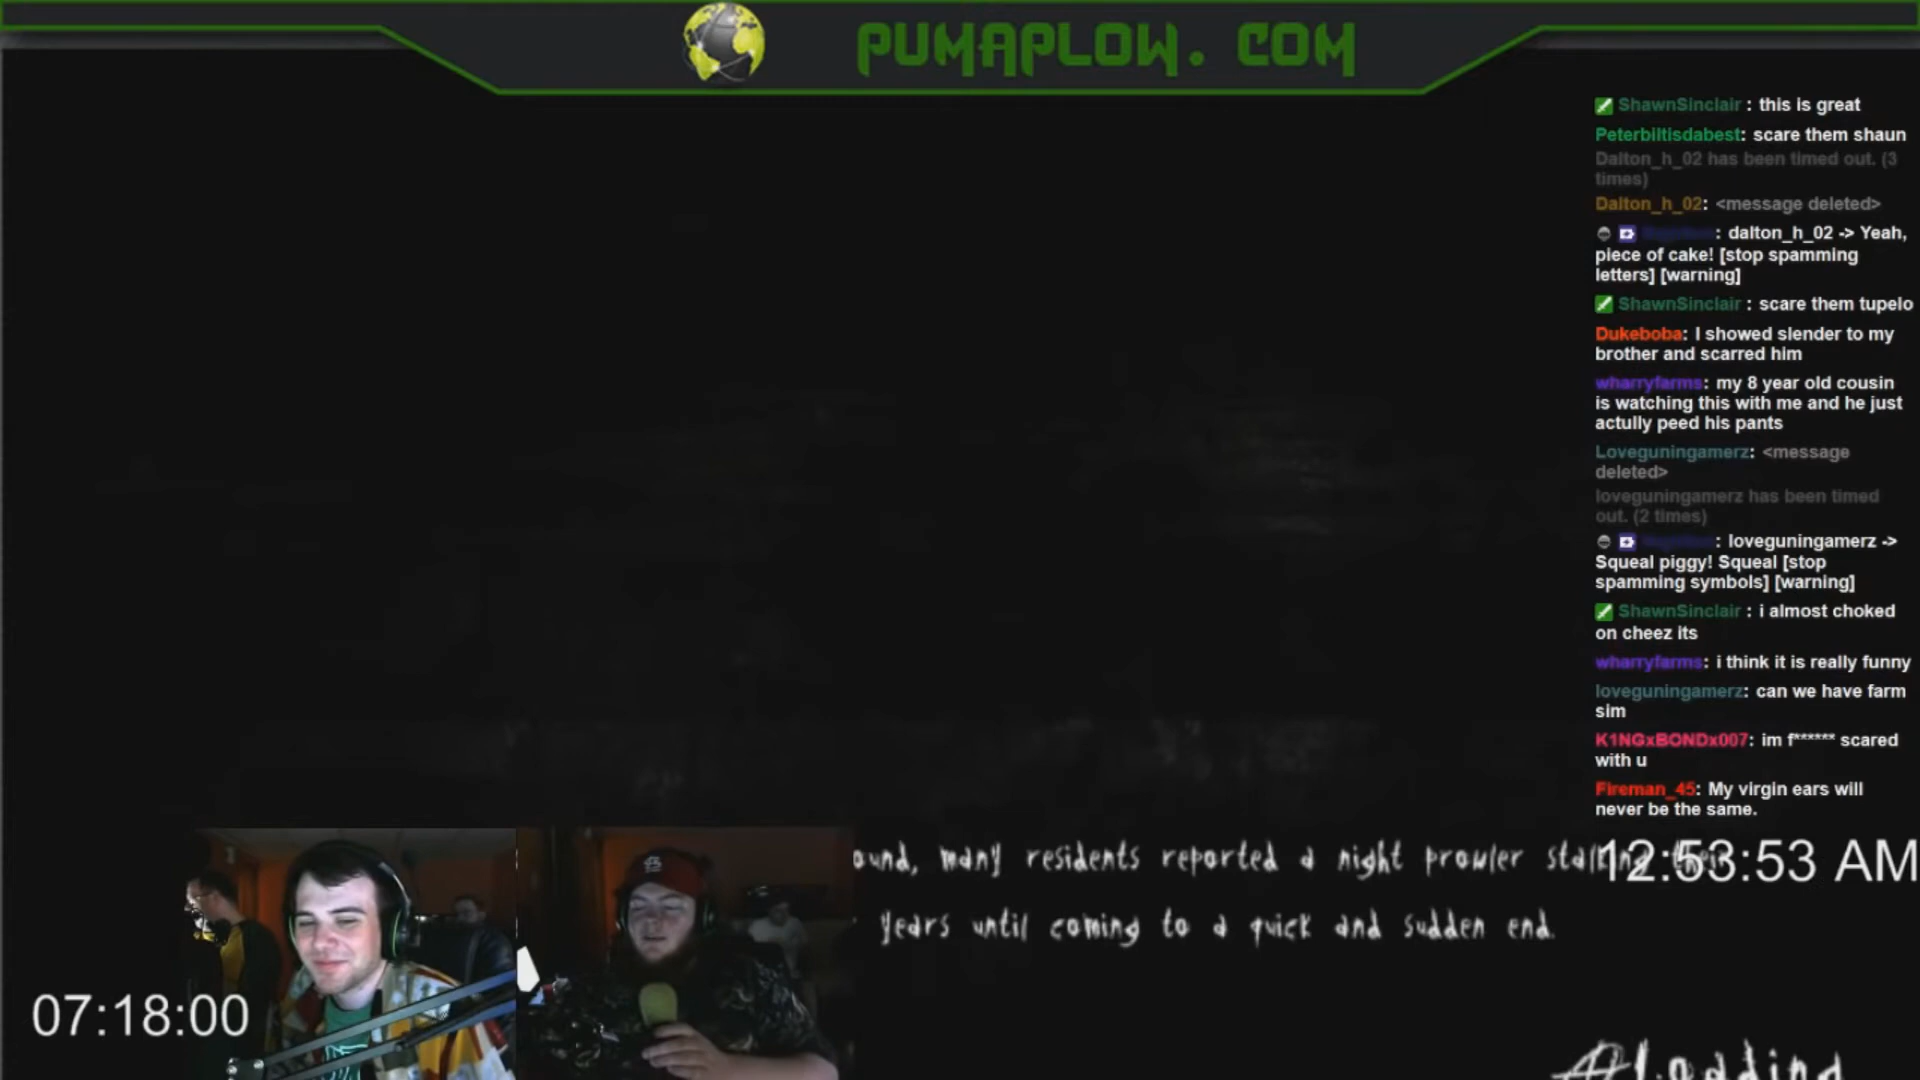 PUMAPLOW. COM
ShawnSinclair : this is great
Peterbiltisdabest: scare them shaun
Dalton_h_02 has been timed out. (3
times)
Dalton_h_02: <message deleted>
: dalton_h_02 -> Yeah,
piece of cake! [stop spamming
letters] [warning]
ShawnSinclair : scare them tupelo
Dukeboba: I showed slender to my
brother and scarred him
wharryfarms: my 8 year old cousin
is watching this with me and he just
actully peed his pants
Loveguningamerz: <message
deleted>
loveguningamerz has been timed
out. (2 times)
: loveguningamerz ->
Squeal piggy! Squeal [stop
spamming symbols] [warning]
ShawnSinclair : i almost choked
on cheez its
wharryfarms: i think it is really funny
loveguningamerz: can we have farm
sim
K1NGxBONDx007: im f****** scared
with u
Fireman_45: My virgin ears will
never be the same.
many residents reported a night prowler
12:53:53 AM
years until coming to a quick and sudden end.
07:18:00
Loading